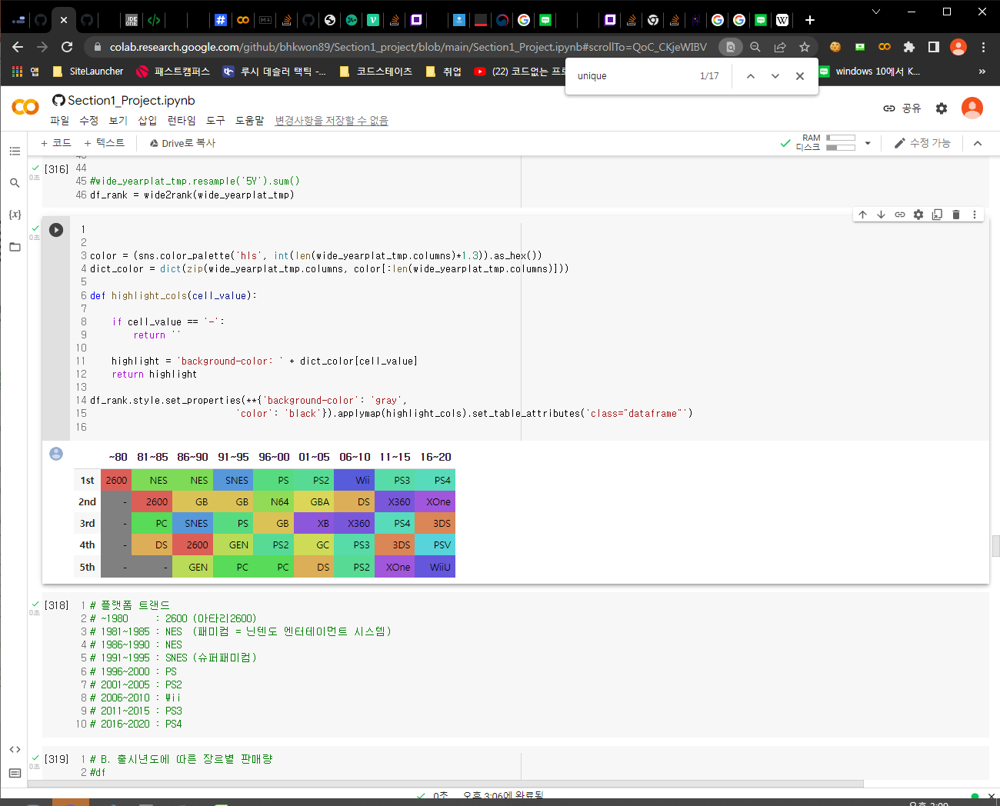 colab.research.google.com/github/bhkwon89/Section1_project/blob/main/Section1_Project.ipynb#scrollTo=QoC_CKjeWIBV
앱
SiteLauncher
패스트캠퍼스
루시 데슬러 택틱 -...
코드스테이츠
취업
(22) 코드없는 프로
windows 10에서 K...
»
unique
1/17
Section1_Project.ipynb
파일 수정 보기 삽입 런타임 도구 도움말 변경사항을 저장할 수 없음
공유
+ 코드 + 텍스트
Drive로 복사
RAM
디스크
수정 가능
[316]
0초
44
45 #wide_yearplat_tmp.resample('5Y').sum()
46 df_rank = wide2rank(wide_yearplat_tmp)
0초
1
2
3 color = (sns.color_palette('hls', int(len(wide_yearplat_tmp.columns)*1.3)).as_hex())
4 dict_color = dict(zip(wide_yearplat_tmp.columns, color[:len(wide_yearplat_tmp.columns)]))
5
6 def highlight_cols(cell_value):
7
8     if cell_value == '-':
9         return ''
10
11     highlight = 'background-color: ' + dict_color[cell_value]
12     return highlight
13
14 df_rank.style.set_properties(**{'background-color': 'gray',
15                            'color': 'black'}).applymap(highlight_cols).set_table_attributes('class="dataframe"')
16
~80 81~85 86~90 91~95 96~00 01~05 06~10 11~15 16~20
1st 2600 NES NES SNES PS PS2 Wii PS3 PS4
2nd - 2600 GB GB N64 GBA DS X360 XOne
3rd - PC SNES PS GB XB X360 PS4 3DS
4th - DS 2600 GEN PS2 GC PS3 3DS PSV
5th - - GEN PC PC DS PS2 XOne WiiU
[318]
0초
1 # 플랫폼 트랜드
2 # ~1980     : 2600 (아타리2600)
3 # 1981~1985 : NES  (패미컴 = 닌텐도 엔터테이먼트 시스템)
4 # 1986~1990 : NES
5 # 1991~1995 : SNES (슈퍼패미컴)
6 # 1996~2000 : PS
7 # 2001~2005 : PS2
8 # 2006~2010 : Wii
9 # 2011~2015 : PS3
10 # 2016~2020 : PS4
[319]
0초
1 # B. 출시년도에 따른 장르별 판매량
2 #df
0초 오후 3:06에 완료됨